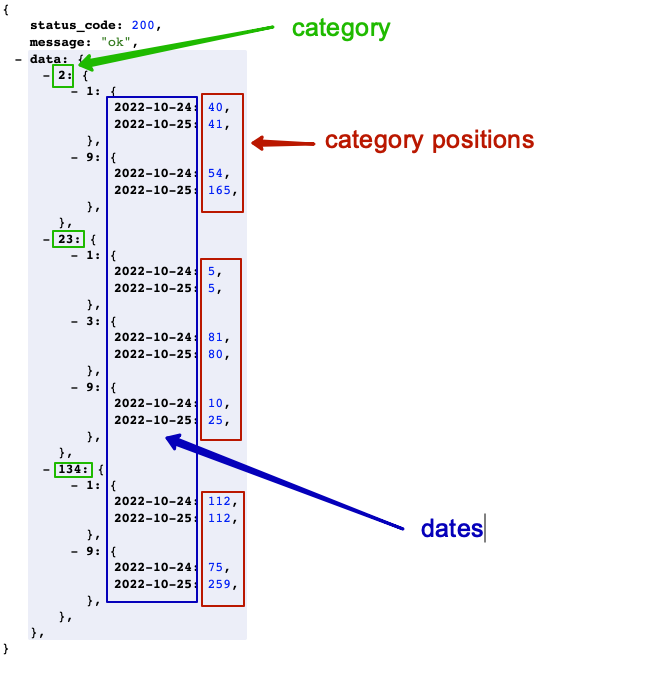 {
status_code: 200,
category
message: "ok",
- data: {
- 2: {
- 1: {
2022-10-24: 40,
2022-10-25: 41,
},
category positions
- 9: {
2022-10-24: 54,
2022-10-25: 165,
},
},
- 23: {
- 1: {
2022-10-24: 5,
2022-10-25: 5,
},
- 3: {
2022-10-24: 81,
2022-10-25: 80,
},
- 9: {
2022-10-24: 10,
2022-10-25: 25,
},
},
- 134: {
- 1: {
2022-10-24: 112,
2022-10-25: 112,
dates
},
- 9: {
2022-10-24: 75,
2022-10-25: 259,
},
},
},
}